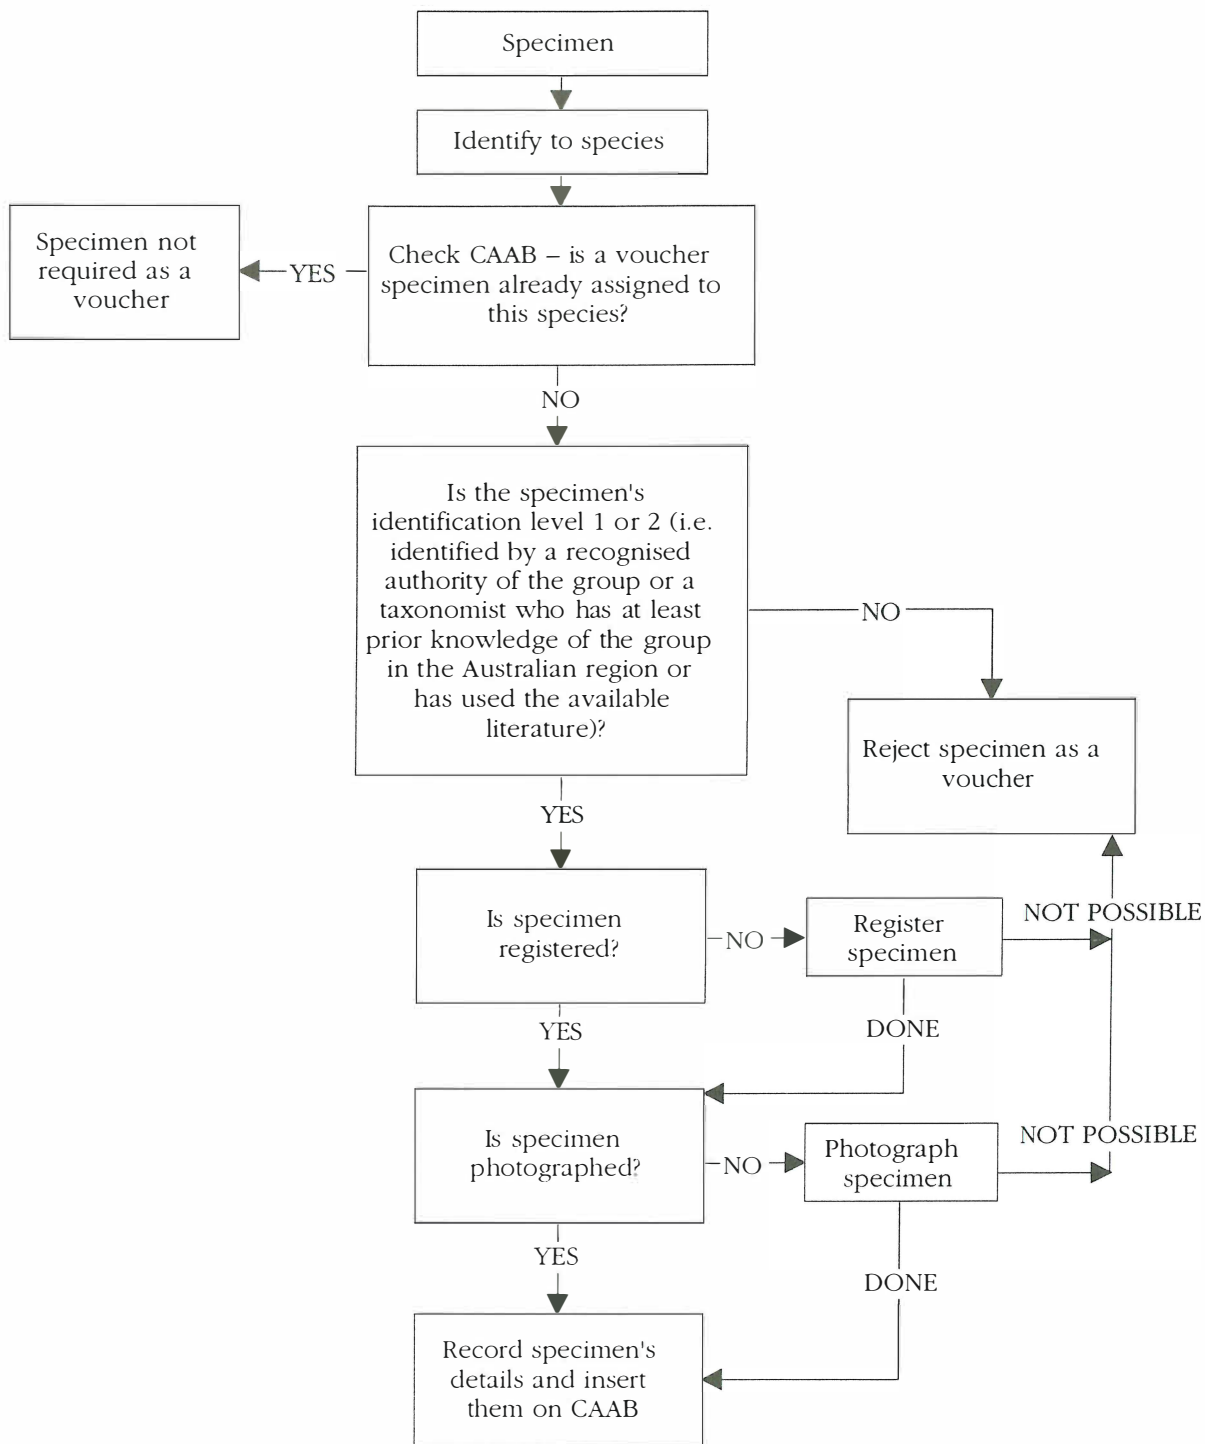 Specimen
Identify to species
Specimen not
required as a
voucher
YES
Check CAAB – is a voucher
specimen already assigned to
this species?
NO
Is the specimen's
identification level 1 or 2 (i.e.
identified by a recognised
authority of the group or a
taxonomist who has at least
prior knowledge of the group
in the Australian region or
has used the available
literature)?
NO
Reject specimen as a
voucher
YES
Is specimen
registered?
NO
Register
specimen
NOT POSSIBLE
YES
DONE
Is specimen
photographed?
NO
Photograph
specimen
NOT POSSIBLE
YES
DONE
Record specimen's
details and insert
them on CAAB